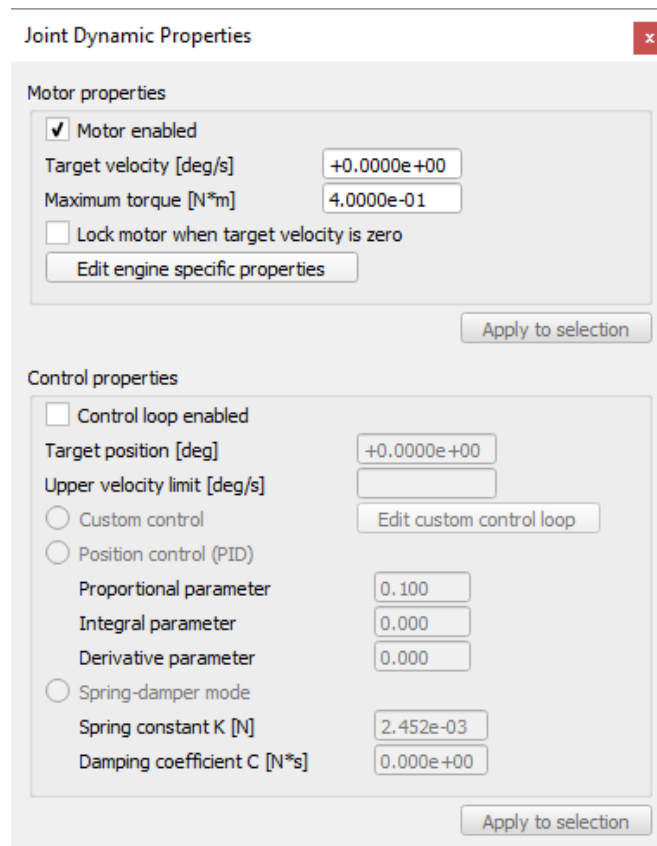 Joint Dynamic Properties x
Motor properties
Motor enabled
Target velocity [deg/s] +0.0000e+00
Maximum torque [N*m] 4.0000e-01
Lock motor when target velocity is zero
Edit engine specific properties
Apply to selection
Control properties
Control loop enabled
Target position [deg] +0.0000e+00
Upper velocity limit [deg/s]
Custom control Edit custom control loop
Position control (PID)
Proportional parameter 0.100
Integral parameter 0.000
Derivative parameter 0.000
Spring-damper mode
Spring constant K [N] 2.452e-03
Damping coefficient C [N*s] 0.000e+00
Apply to selection